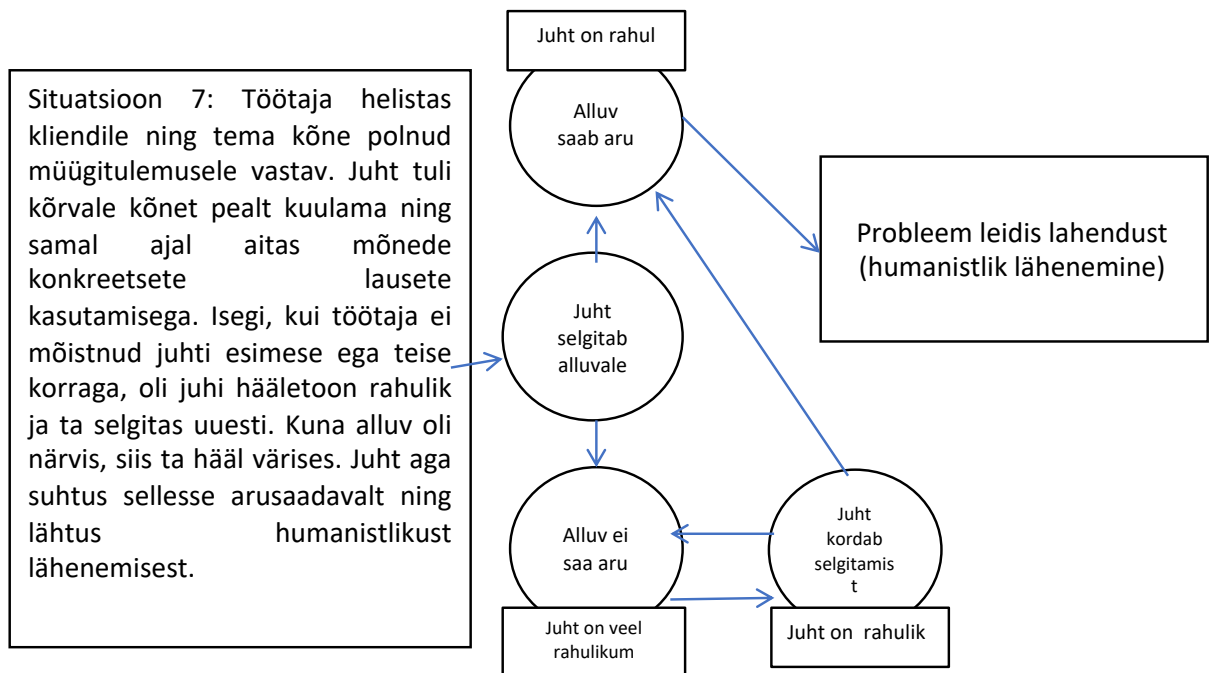 Situatsioon 7: Töötaja helistas
kliendile ning tema kõne polnud
müügitulemusele vastav. Juht tuli
kõrvale kõnet pealt kuulama ning
samal ajal aitas mõnede
konkreetsete lausete
kasutamisega. Isegi, kui töötaja ei
mõistnud juhti esimese ega teise
korraga, oli juhi hääletoon rahulik
ja ta selgitas uuesti. Kuna alluv oli
närvis, siis ta hääl värises. Juht aga
suhtus sellesse arusaadavalt ning
lähtus humanistlikust
lähenemisest.
Juht on rahul
Alluv
saab aru
Probleem leidis lahendust
(humanistlik lähenemine)
Juht
selgitab
alluvale
Alluv ei
saa aru
Juht on veel
rahulikum
Juht
kordab
selgitamis
t
Juht on rahulik